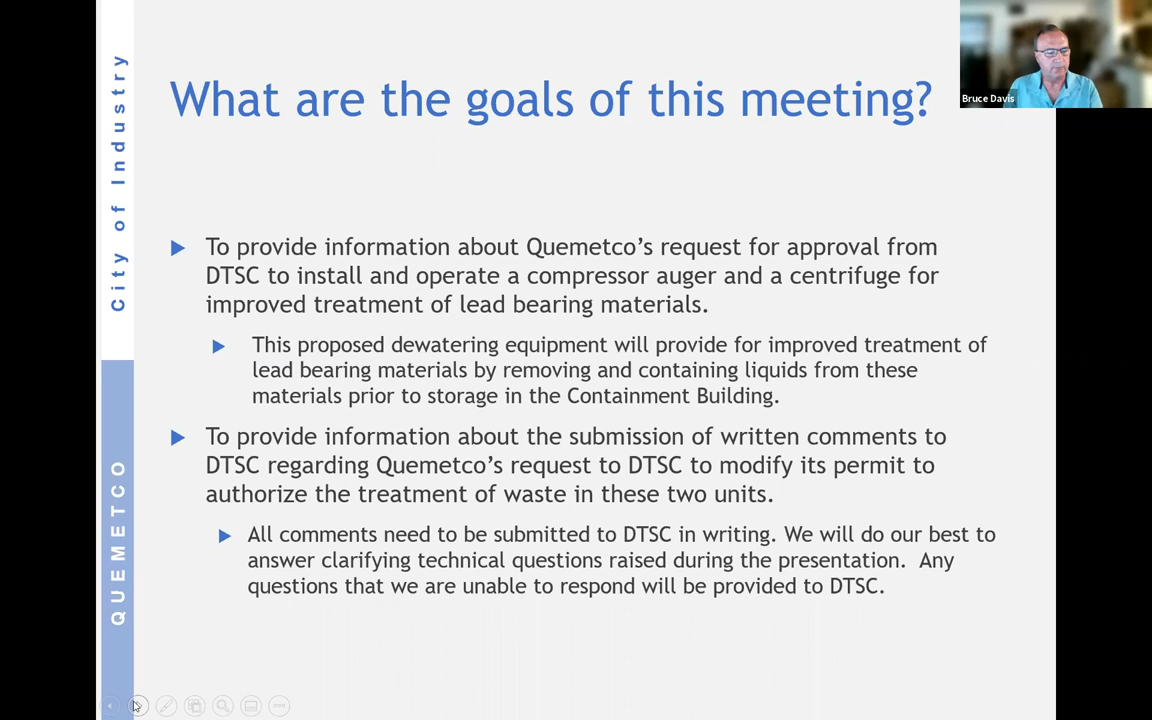 What are the goals of this meeting?
Bruce Davis
City of Industry
QUEMETCO
To provide information about Quemetco’s request for approval from
DTSC to install and operate a compressor auger and a centrifuge for
improved treatment of lead bearing materials.
This proposed dewatering equipment will provide for improved treatment of
lead bearing materials by removing and containing liquids from these
materials prior to storage in the Containment Building.
To provide information about the submission of written comments to
DTSC regarding Quemetco’s request to DTSC to modify its permit to
authorize the treatment of waste in these two units.
All comments need to be submitted to DTSC in writing. We will do our best to
answer clarifying technical questions raised during the presentation.  Any
questions that we are unable to respond will be provided to DTSC.